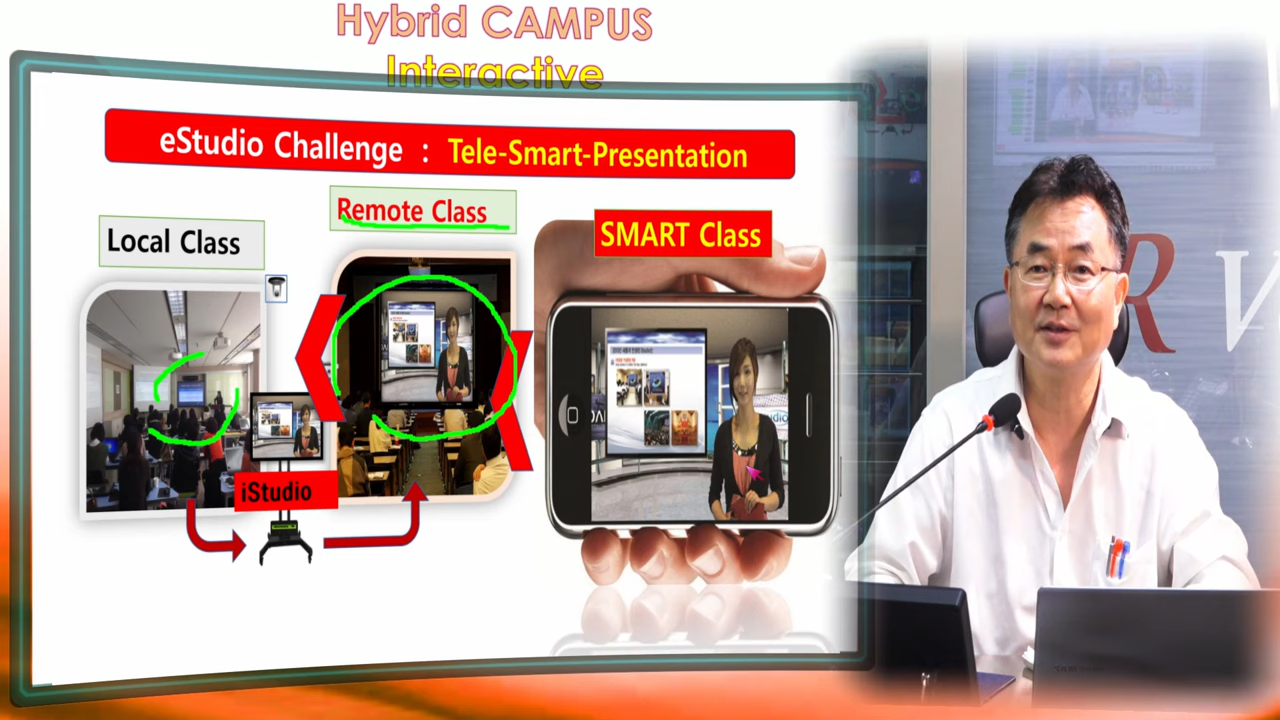 Hybrid CAMPUS
Interactive
eStudio Challenge : Tele-Smart-Presentation
Remote Class
Local Class
SMART Class
iStudio
R V